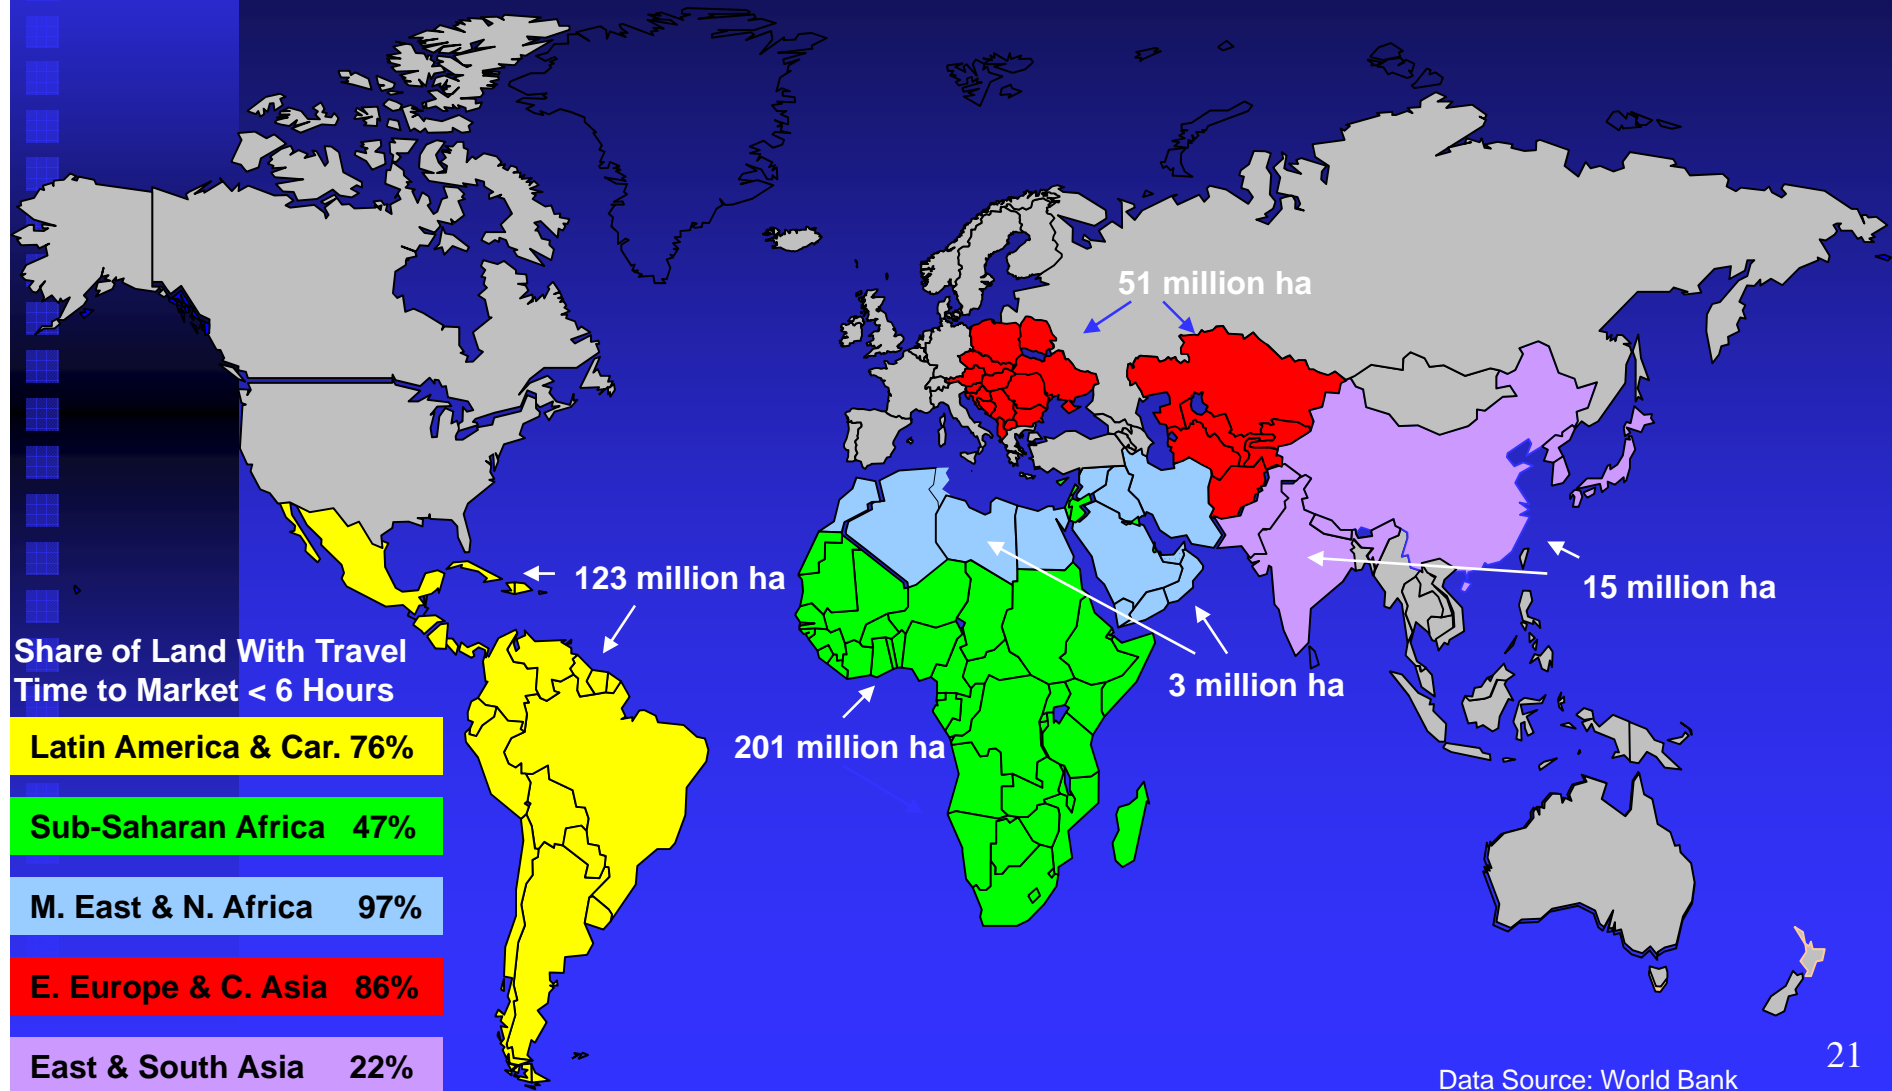 51 million ha
123 million ha
15 million ha
Share of Land With Travel
Time to Market < 6 Hours
3 million ha
201 million ha
Latin America & Car. 76%
Sub-Saharan Africa 47%
M. East & N. Africa 97%
E. Europe & C. Asia 86%
East & South Asia 22%
21
Data Source: World Bank